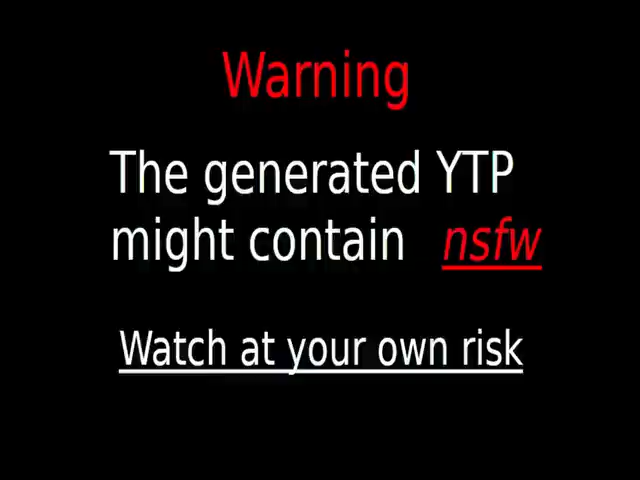 Warning
The generated YTP
might contain nsfw
Watch at your own risk